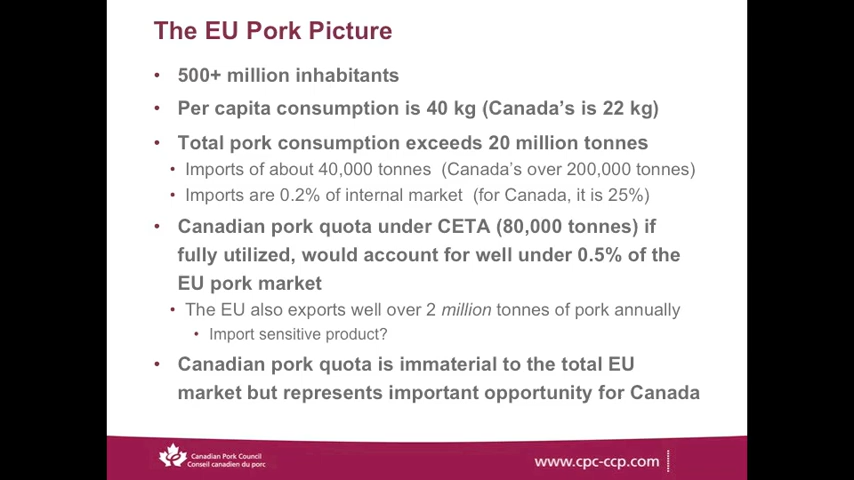 The EU Pork Picture
• 500+ million inhabitants
• Per capita consumption is 40 kg (Canada's is 22 kg)
• Total pork consumption exceeds 20 million tonnes
• Imports of about 40,000 tonnes (Canada's over 200,000 tonnes)
• Imports are 0.2% of internal market (for Canada, it is 25%)
• Canadian pork quota under CETA (80,000 tonnes) if
fully utilized, would account for well under 0.5% of the
EU pork market
• The EU also exports well over 2 million tonnes of pork annually
• Import sensitive product?
• Canadian pork quota is immaterial to the total EU
market but represents important opportunity for Canada
Canadian Pork Council
Conseil canadien du porc
www.cpc-ccp.com